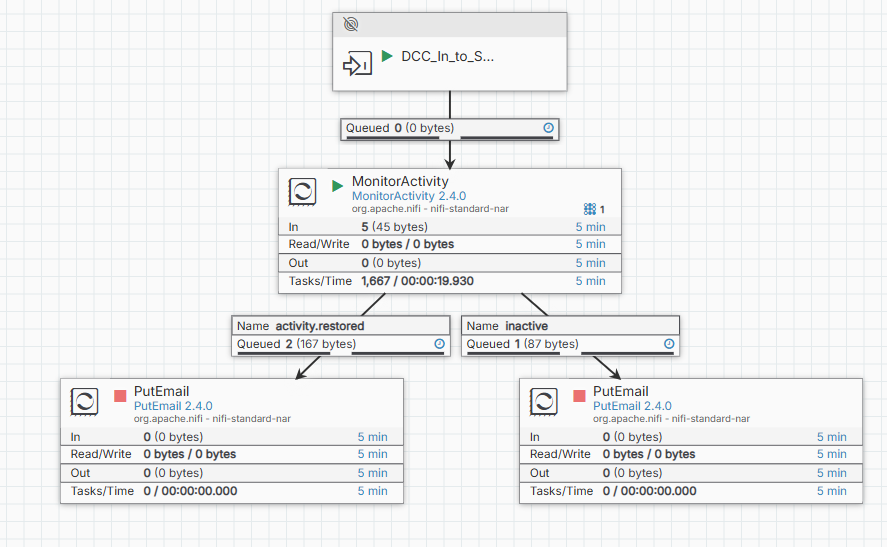 DCC_In_to_S...
Queued 0 (0 bytes)
MonitorActivity
MonitorActivity 2.4.0
org.apache.nifi - nifi-standard-nar
1
In 5 (45 bytes) 5 min
Read/Write 0 bytes / 0 bytes 5 min
Out 0 (0 bytes) 5 min
Tasks/Time 1,667 / 00:00:19.930 5 min
Name activity.restored
Queued 2 (167 bytes)
Name inactive
Queued 1 (87 bytes)
PutEmail
PutEmail 2.4.0
org.apache.nifi - nifi-standard-nar
In 0 (0 bytes) 5 min
Read/Write 0 bytes / 0 bytes 5 min
Out 0 (0 bytes) 5 min
Tasks/Time 0 / 00:00:00.000 5 min
PutEmail
PutEmail 2.4.0
org.apache.nifi - nifi-standard-nar
In 0 (0 bytes) 5 min
Read/Write 0 bytes / 0 bytes 5 min
Out 0 (0 bytes) 5 min
Tasks/Time 0 / 00:00:00.000 5 min